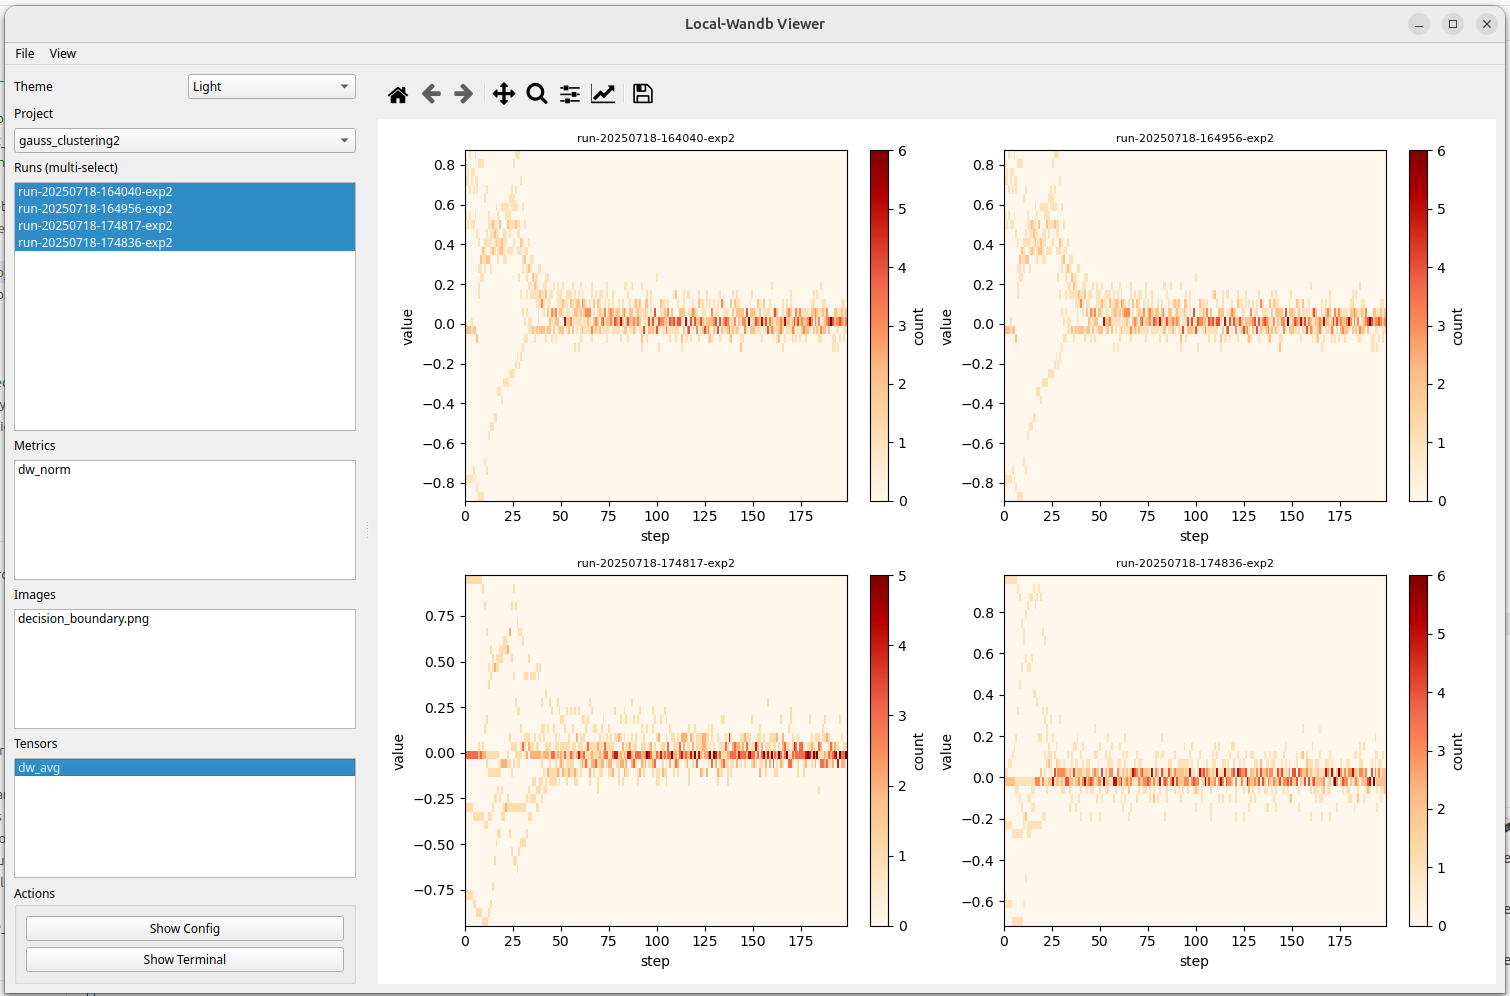 Local-Wandb Viewer
File View
Theme
Light
Project
gauss_clustering2
Runs (multi-select)
run-20250718-164040-exp2
run-20250718-164956-exp2
run-20250718-174817-exp2
run-20250718-174836-exp2
Metrics
dw_norm
Images
decision_boundary.png
Tensors
dw_avg
Actions
Show Config
Show Terminal
run-20250718-164040-exp2
0.8
0.6
0.4
0.2
0.0
−0.2
−0.4
−0.6
−0.8
value
0 25 50 75 100 125 150 175
step
6
5
4
3
2
1
0
count
run-20250718-164956-exp2
0.8
0.6
0.4
0.2
0.0
−0.2
−0.4
−0.6
−0.8
value
0 25 50 75 100 125 150 175
step
6
5
4
3
2
1
0
count
run-20250718-174817-exp2
0.75
0.50
0.25
0.00
−0.25
−0.50
−0.75
value
0 25 50 75 100 125 150 175
step
5
4
3
2
1
0
count
run-20250718-174836-exp2
0.8
0.6
0.4
0.2
0.0
−0.2
−0.4
−0.6
value
0 25 50 75 100 125 150 175
step
6
5
4
3
2
1
0
count